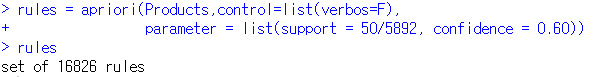 > rules = apriori(Products,control=list(verbos=F),
+                 parameter = list(support = 50/5892, confidence = 0.60))
> rules
set of 16826 rules